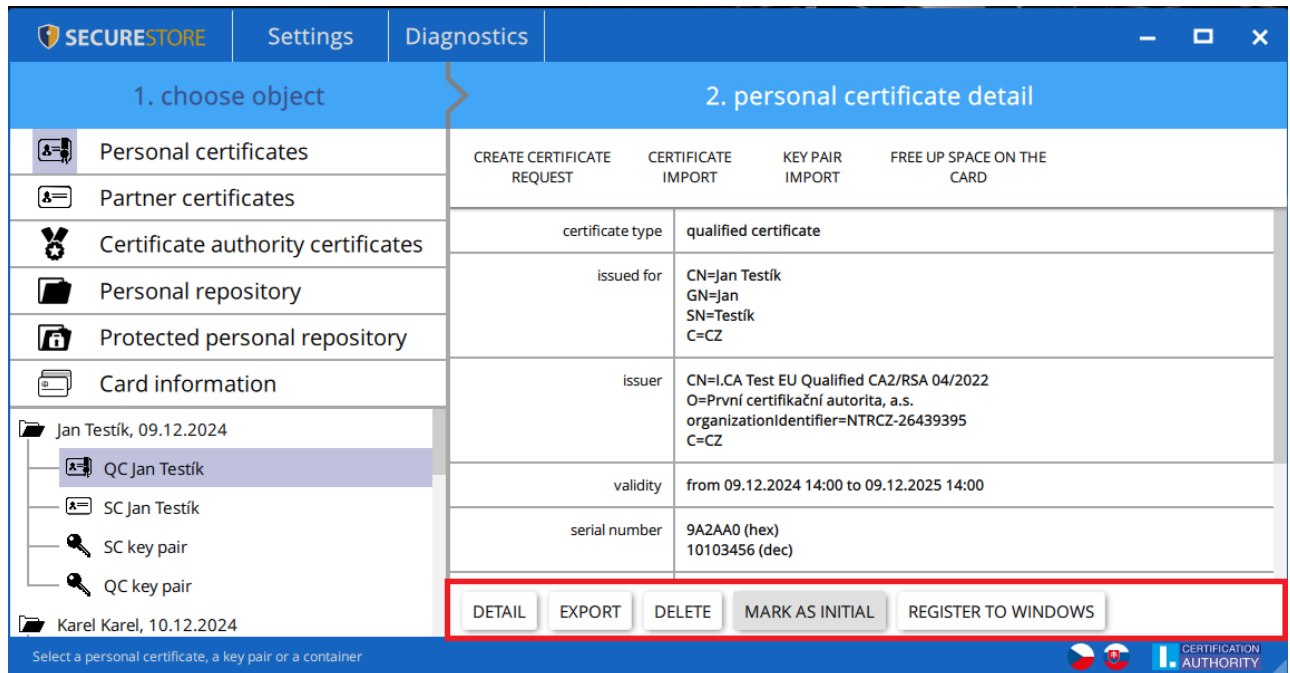 SECURESTORE
Settings
Diagnostics
1. choose object
2. personal certificate detail
Personal certificates
Partner certificates
Certificate authority certificates
Personal repository
Protected personal repository
Card information
Jan Testík, 09.12.2024
QC Jan Testík
SC Jan Testík
SC key pair
QC key pair
Karel Karel, 10.12.2024
CREATE CERTIFICATE
REQUEST
CERTIFICATE
IMPORT
KEY PAIR
IMPORT
FREE UP SPACE ON THE
CARD
certificate type
qualified certificate
issued for
CN=Jan Testík
GN=Jan
SN=Testík
C=CZ
issuer
CN=I.CA Test EU Qualified CA2/RSA 04/2022
O=První certifikační autorita, a.s.
organizationIdentifier=NTRCZ-26439395
C=CZ
validity
from 09.12.2024 14:00 to 09.12.2025 14:00
serial number
9A2AA0 (hex)
10103456 (dec)
DETAIL
EXPORT
DELETE
MARK AS INITIAL
REGISTER TO WINDOWS
Select a personal certificate, a key pair or a container
I.
CERTIFICATION
AUTHORITY